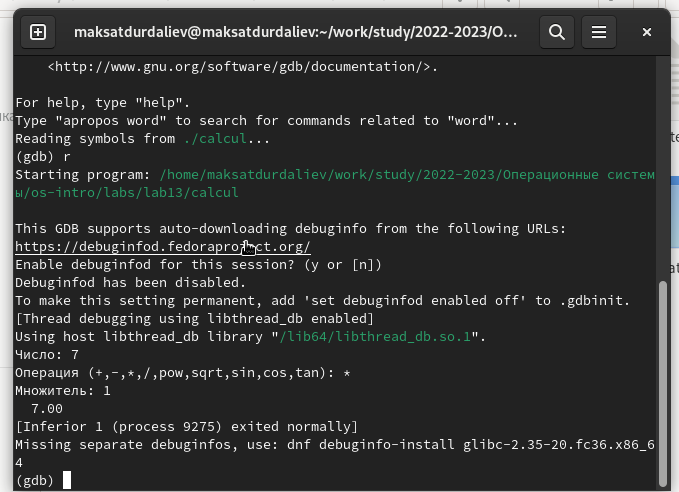 maksatdurdaliev@maksatdurdaliev:~/work/study/2022-2023/О...
<http://www.gnu.org/software/gdb/documentation/>.
For help, type "help".
Type "apropos word" to search for commands related to "word"...
Reading symbols from ./calcul...
(gdb) r
Starting program: /home/maksatdurdaliev/work/study/2022-2023/Операционные систем
ы/os-intro/labs/lab13/calcul
This GDB supports auto-downloading debuginfo from the following URLs:
https://debuginfod.fedoraproject.org/
Enable debuginfod for this session? (y or [n])
Debuginfod has been disabled.
To make this setting permanent, add 'set debuginfod enabled off' to .gdbinit.
[Thread debugging using libthread_db enabled]
Using host libthread_db library "/lib64/libthread_db.so.1".
Число: 7
Операция (+,-,*,/,pow,sqrt,sin,cos,tan): *
Множитель: 1
7.00
[Inferior 1 (process 9275) exited normally]
Missing separate debuginfos, use: dnf debuginfo-install glibc-2.35-20.fc36.x86_6
4
(gdb)